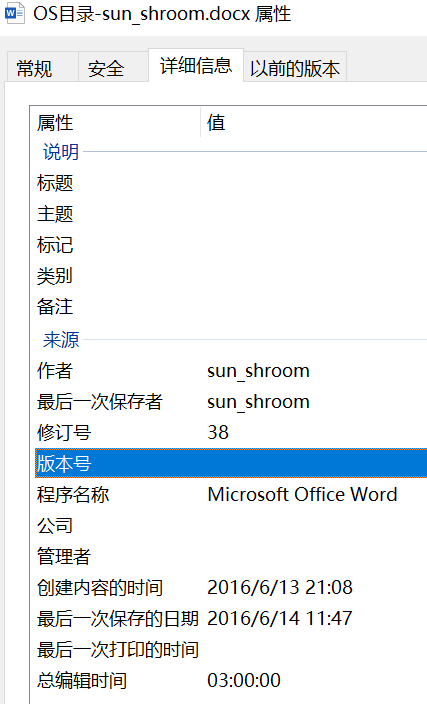 OS目录-sun_shroom.docx 属性
常规 安全 详细信息 以前的版本
属性 值
说明
标题
主题
标记
类别
备注
来源
作者 sun_shroom
最后一次保存者 sun_shroom
修订号 38
版本号
程序名称 Microsoft Office Word
公司
管理者
创建内容的时间 2016/6/13 21:08
最后一次保存的日期 2016/6/14 11:47
最后一次打印的时间
总编辑时间 03:00:00